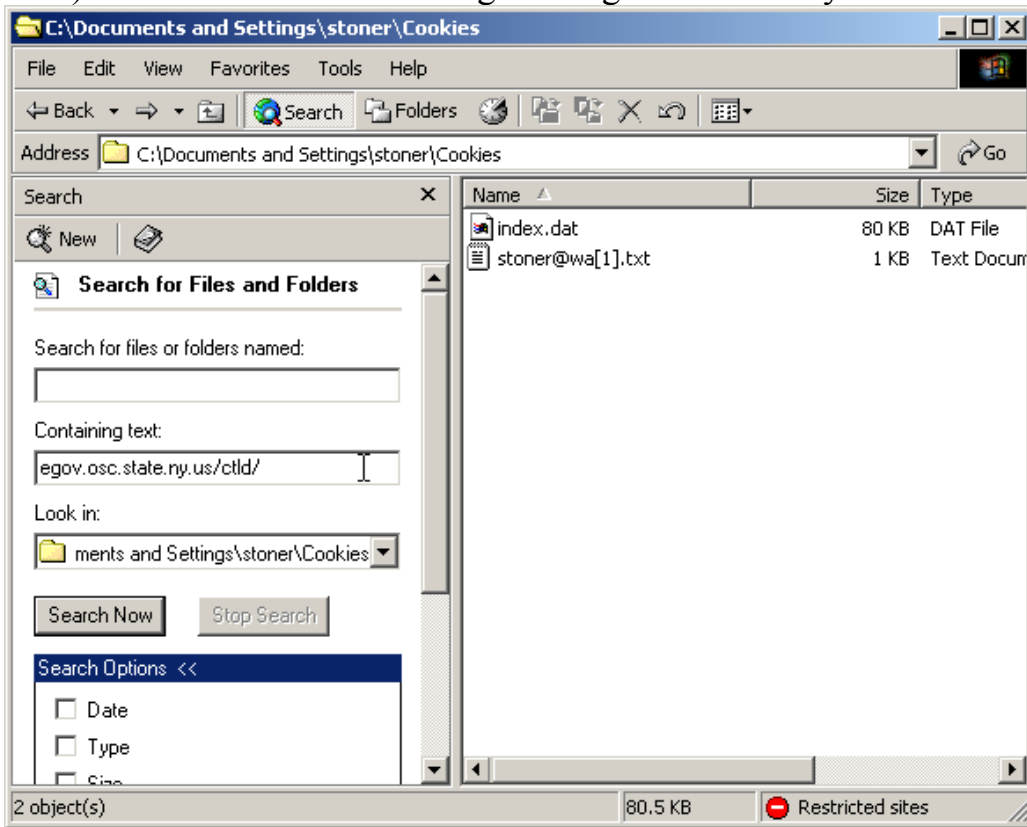 C:\Documents and Settings\stoner\Cookies
File Edit View Favorites Tools Help
Back Search Folders
Address C:\Documents and Settings\stoner\Cookies Go
Search
New
Search for Files and Folders
Search for files or folders named:
Containing text:
egov.osc.state.ny.us/ctld/
Look in:
ments and Settings\stoner\Cookies
Search Now Stop Search
Search Options <<
Date
Type
Size
Name Size Type
index.dat 80 KB DAT File
stoner@wa[1].txt 1 KB Text Docum
2 object(s) 80.5 KB Restricted sites